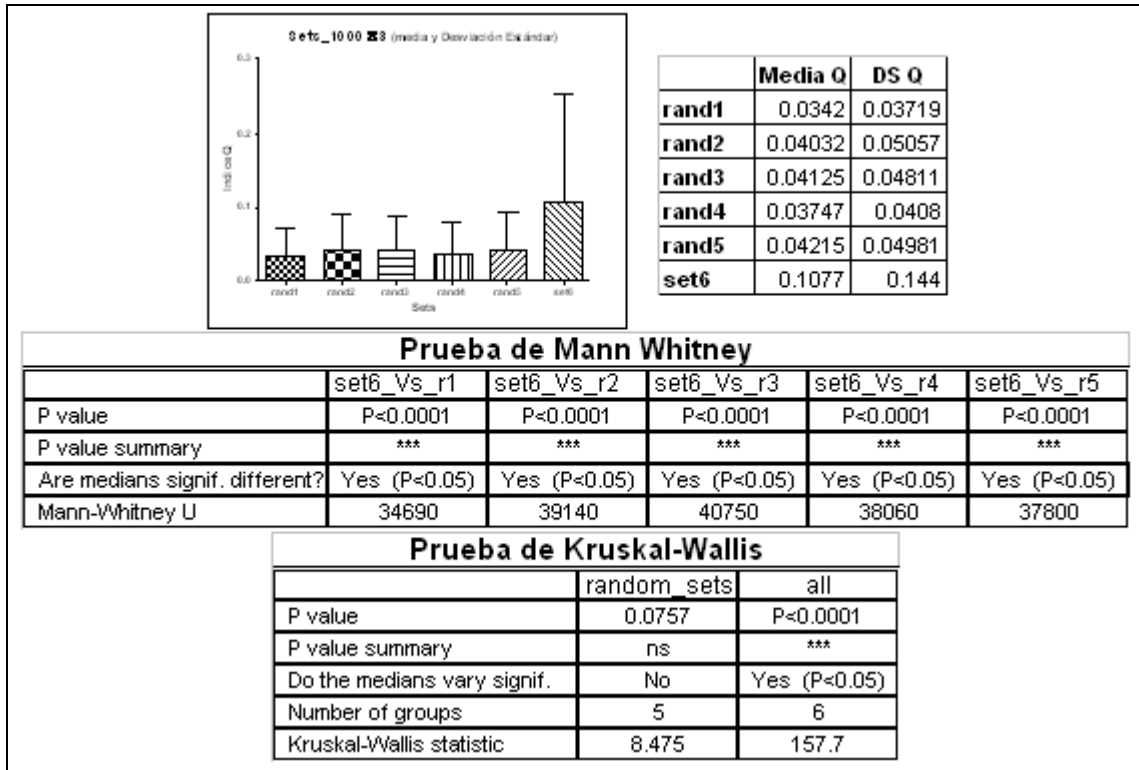 Sets_1000 (media y Desviación Estándar)
0.3
0.2
0.1
0.0
Indice Q
rand1 rand2 rand3 rand4 rand5 set6
Sets
Media Q DS Q
rand1 0.0342 0.03719
rand2 0.04032 0.05057
rand3 0.04125 0.04811
rand4 0.03747 0.0408
rand5 0.04215 0.04981
set6 0.1077 0.144
Prueba de Mann Whitney
set6_Vs_r1 set6_Vs_r2 set6_Vs_r3 set6_Vs_r4 set6_Vs_r5
P value P<0.0001 P<0.0001 P<0.0001 P<0.0001 P<0.0001
P value summary *** *** *** *** ***
Are medians signif. different? Yes (P<0.05) Yes (P<0.05) Yes (P<0.05) Yes (P<0.05) Yes (P<0.05)
Mann-Whitney U 34690 39140 40750 38060 37800
Prueba de Kruskal-Wallis
random_sets all
P value 0.0757 P<0.0001
P value summary ns ***
Do the medians vary signif. No Yes (P<0.05)
Number of groups 5 6
Kruskal-Wallis statistic 8.475 157.7